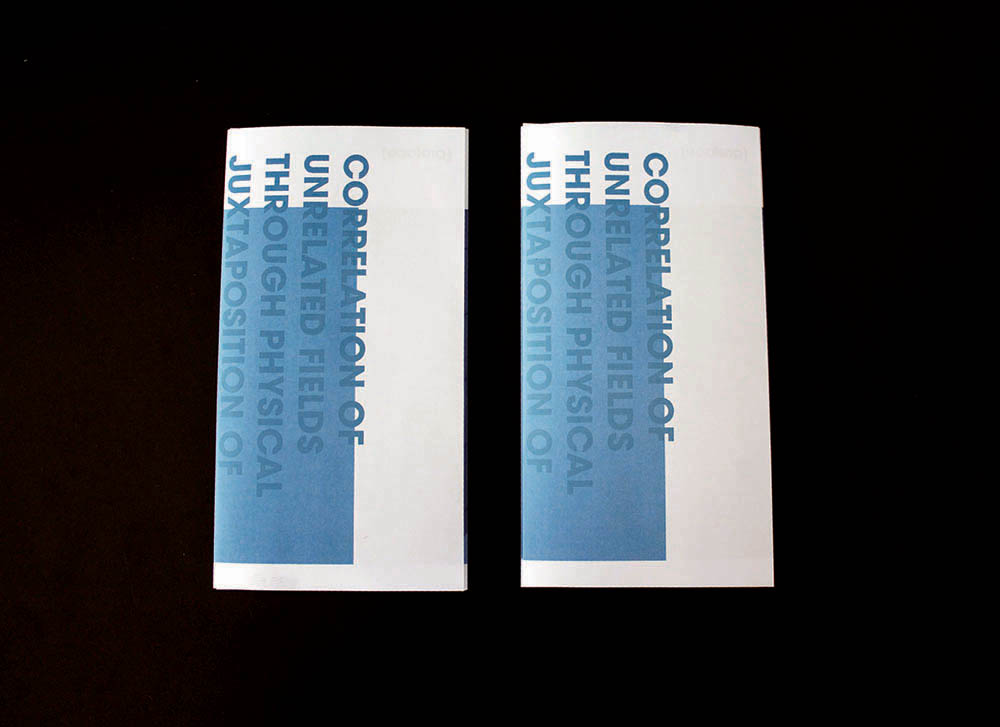 CORRELATION OF
UNRELATED FIELDS
THROUGH PHYSICAL
JUXTAPOSITION OF
CORRELATION OF
UNRELATED FIELDS
THROUGH PHYSICAL
JUXTAPOSITION OF